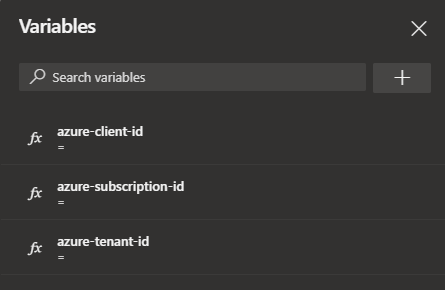 Variables
Search variables
fx azure-client-id
=
fx azure-subscription-id
=
fx azure-tenant-id
=